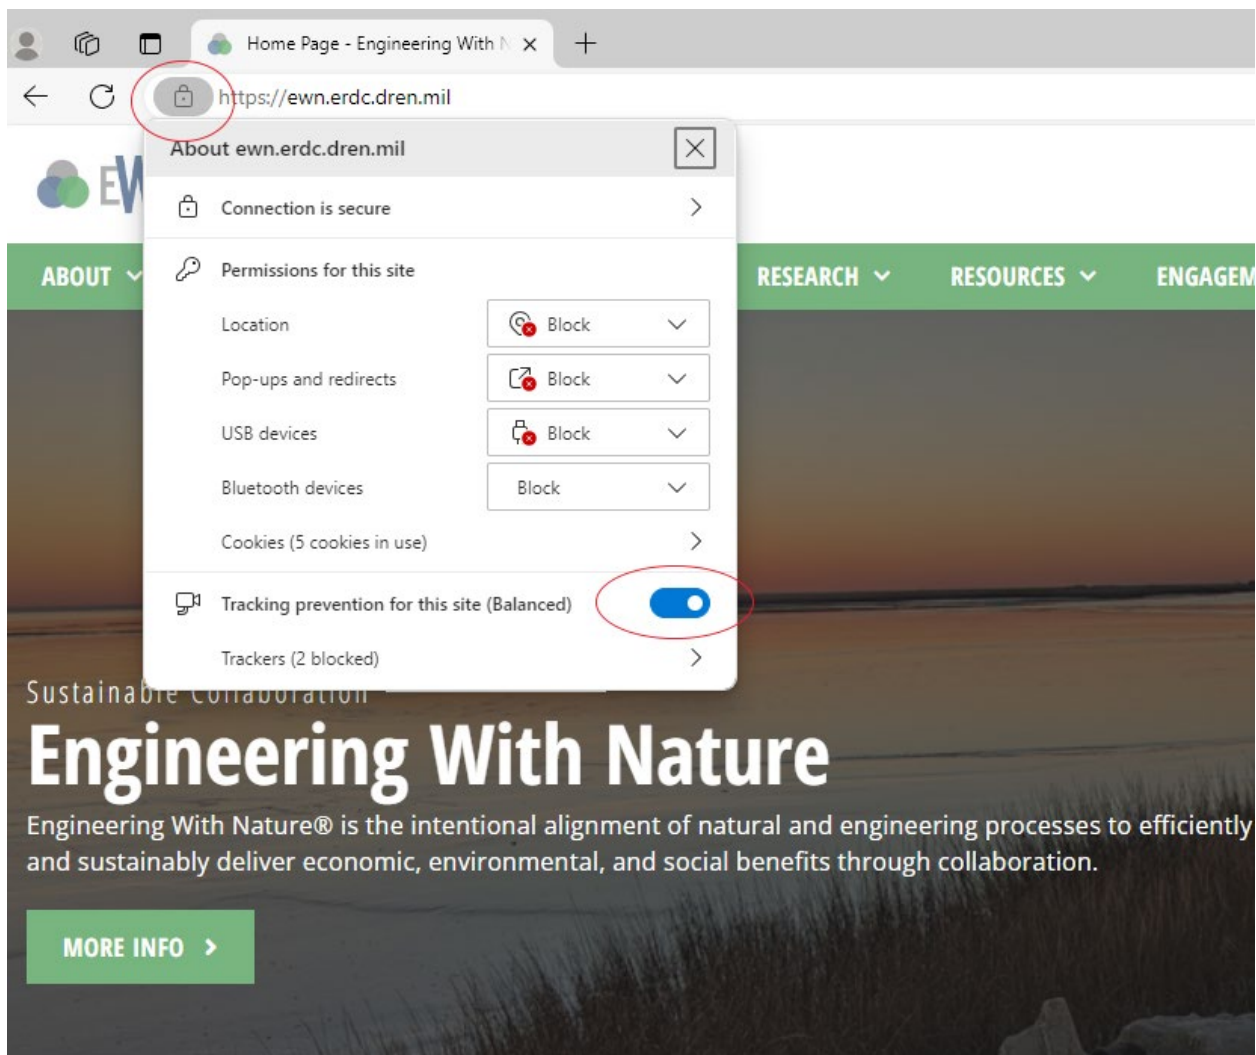 Home Page - Engineering With N
https://ewn.erdc.dren.mil
About ewn.erdc.dren.mil
EW
Connection is secure
ABOUT
Permissions for this site
RESEARCH
RESOURCES
ENGAGEM
Location
Block
Pop-ups and redirects
Block
USB devices
Block
Bluetooth devices
Block
Cookies (5 cookies in use)
Tracking prevention for this site (Balanced)
Trackers (2 blocked)
Sustainable Collaboration
Engineering With Nature
Engineering With Nature® is the intentional alignment of natural and engineering processes to efficiently
and sustainably deliver economic, environmental, and social benefits through collaboration.
MORE INFO